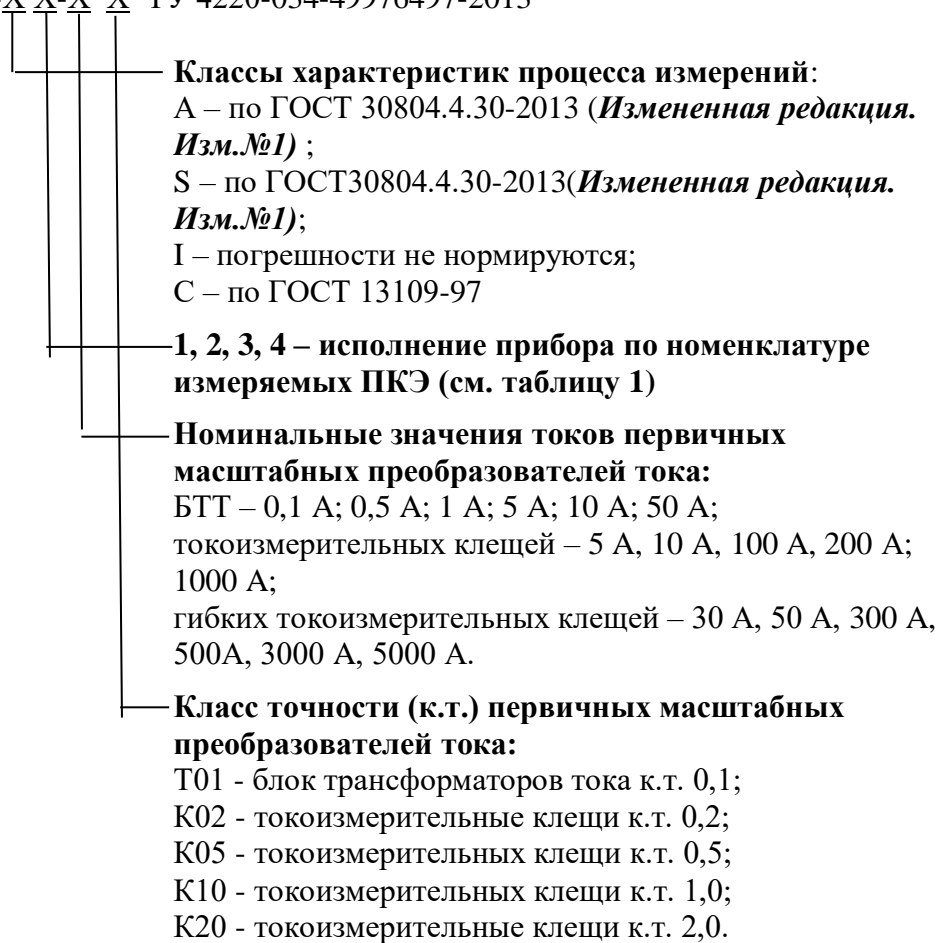 X X-X X ТУ 4220-034-49976497-2013
Классы характеристик процесса измерений:
А – по ГОСТ 30804.4.30-2013 (Измененная редакция.
Изм.№1) ;
S – по ГОСТ30804.4.30-2013(Измененная редакция.
Изм.№1);
I – погрешности не нормируются;
С – по ГОСТ 13109-97
1, 2, 3, 4 – исполнение прибора по номенклатуре
измеряемых ПКЭ (см. таблицу 1)
Номинальные значения токов первичных
масштабных преобразователей тока:
БТТ – 0,1 А; 0,5 А; 1 А; 5 А; 10 А; 50 А;
токоизмерительных клещей – 5 А, 10 А, 100 А, 200 А;
1000 А;
гибких токоизмерительных клещей – 30 А, 50 А, 300 А,
500А, 3000 А, 5000 А.
Класс точности (к.т.) первичных масштабных
преобразователей тока:
Т01 - блок трансформаторов тока к.т. 0,1;
К02 - токоизмерительные клещи к.т. 0,2;
К05 - токоизмерительных клещи к.т. 0,5;
К10 - токоизмерительных клещи к.т. 1,0;
К20 - токоизмерительные клещи к.т. 2,0.